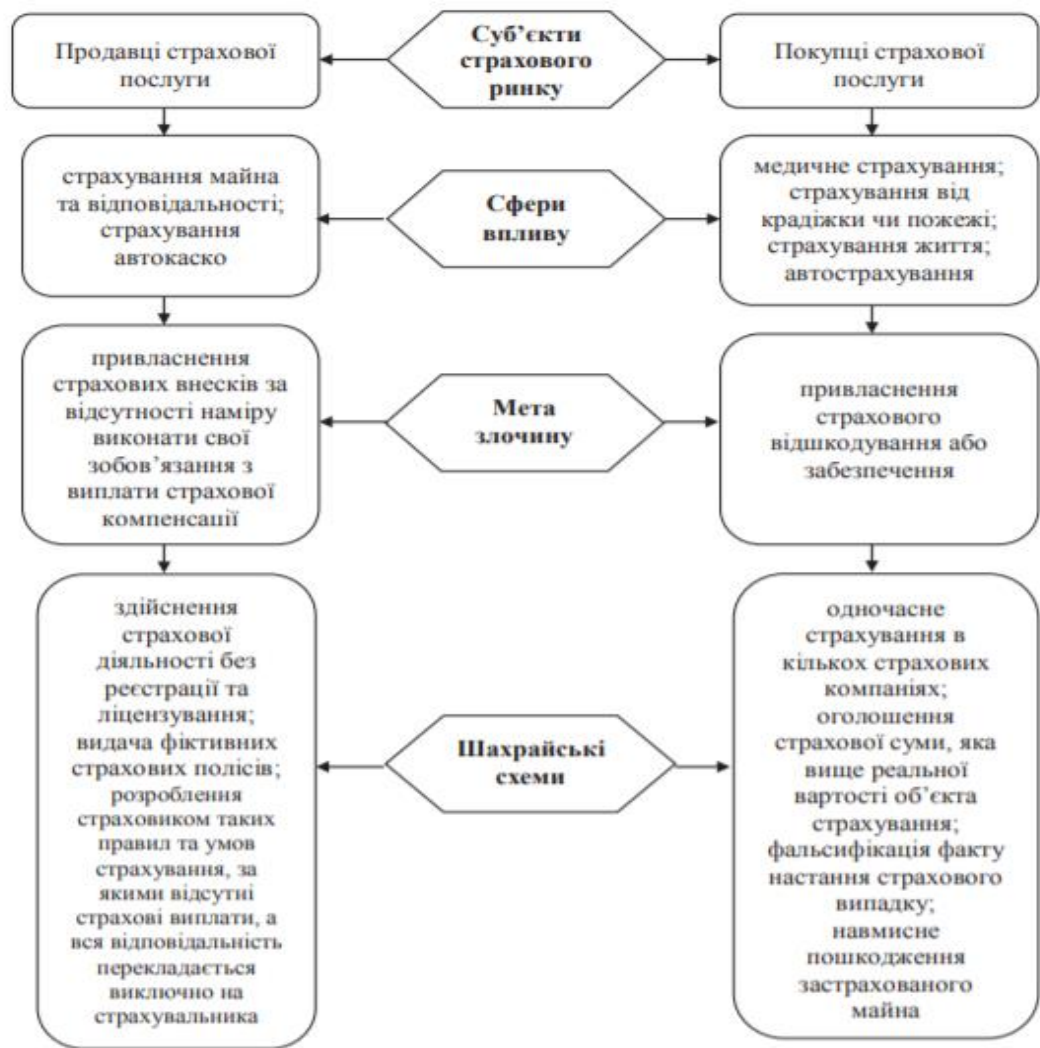 Продавці страхової
послуги
Суб’єкти
страхового
ринку
Покупці страхової
послуги
страхування майна
та відповідальності;
страхування
автокаско
Сфери
впливу
медичне страхування;
страхування від
крадіжки чи пожежі;
страхування життя;
автострахування
привласнення
страхових внесків за
відсутності наміру
виконати свої
зобов’язання з
виплати страхової
компенсації
Мета
злочину
привласнення
страхового
відшкодування або
забезпечення
здійснення
страхової
діяльності без
реєстрації та
ліцензування;
видача фіктивних
страхових полісів;
розроблення
страховиком таких
правил та умов
страхування, за
якими відсутні
страхові виплати, а
вся відповідальність
перекладається
виключно на
страхувальника
Шахрайські
схеми
одночасне
страхування в
кількох страхових
компаніях;
оголошення
страхової суми, яка
вище реальної
вартості об’єкта
страхування;
фальсифікація факту
настання страхового
випадку;
навмисне
пошкодження
застрахованого
майна